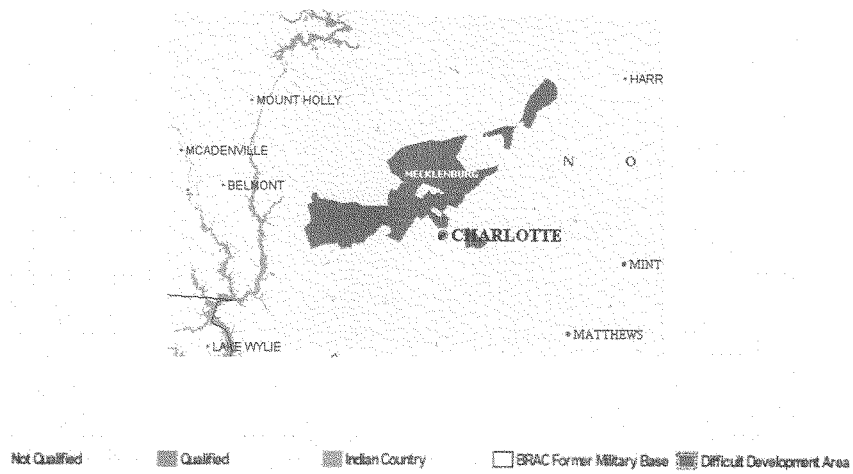 HARR
MOUNT HOLLY
MCADENVILLE
N O
MECKLENBURG
BELMONT
CHARLOTTE
MINT
MATTHEWS
LAKE WYLIE
Not Qualified Qualified Indian Country BRAC Former Military Base Difficult Development Area